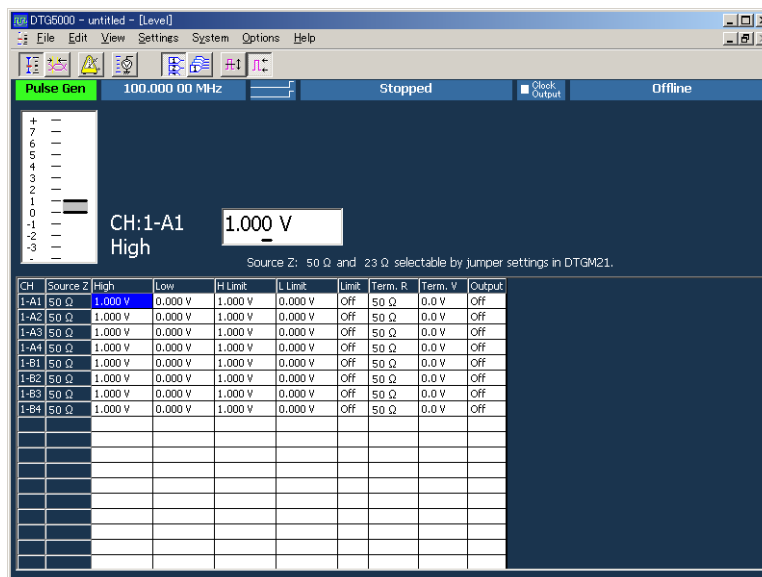 DTG5000 - untitled - [Level]
File Edit View Settings System Options Help
Pulse Gen 100.000 00 MHz Stopped Clock Output Offline
+
7
6
5
4
3
2
1
0
-1
-2
-3
-
CH:1-A1 1.000 V
High
Source Z: 50 Ω and 23 Ω selectable by jumper settings in DTGM21.
CH Source Z High Low H Limit L Limit Limit Term. R Term. V Output
1-A1 50 Ω 1.000 V 0.000 V 1.000 V 0.000 V Off 50 Ω 0.0 V Off
1-A2 50 Ω 1.000 V 0.000 V 1.000 V 0.000 V Off 50 Ω 0.0 V Off
1-A3 50 Ω 1.000 V 0.000 V 1.000 V 0.000 V Off 50 Ω 0.0 V Off
1-A4 50 Ω 1.000 V 0.000 V 1.000 V 0.000 V Off 50 Ω 0.0 V Off
1-B1 50 Ω 1.000 V 0.000 V 1.000 V 0.000 V Off 50 Ω 0.0 V Off
1-B2 50 Ω 1.000 V 0.000 V 1.000 V 0.000 V Off 50 Ω 0.0 V Off
1-B3 50 Ω 1.000 V 0.000 V 1.000 V 0.000 V Off 50 Ω 0.0 V Off
1-B4 50 Ω 1.000 V 0.000 V 1.000 V 0.000 V Off 50 Ω 0.0 V Off